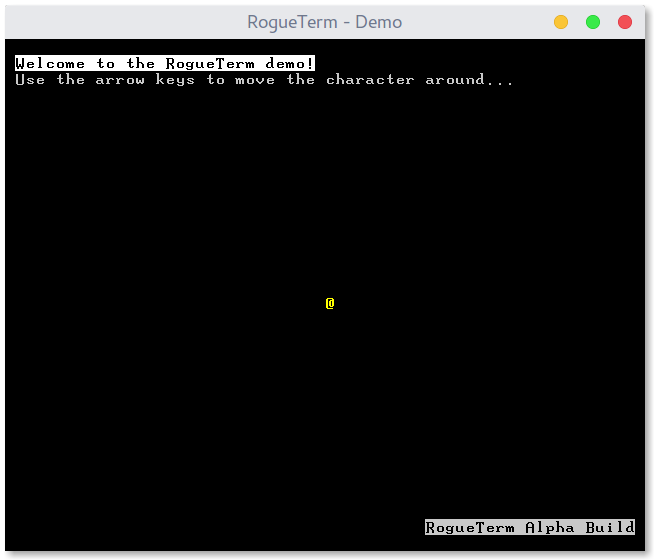 RogueTerm - Demo
Welcome to the RogueTerm demo!
Use the arrow keys to move the character around...
@
RogueTerm Alpha Build